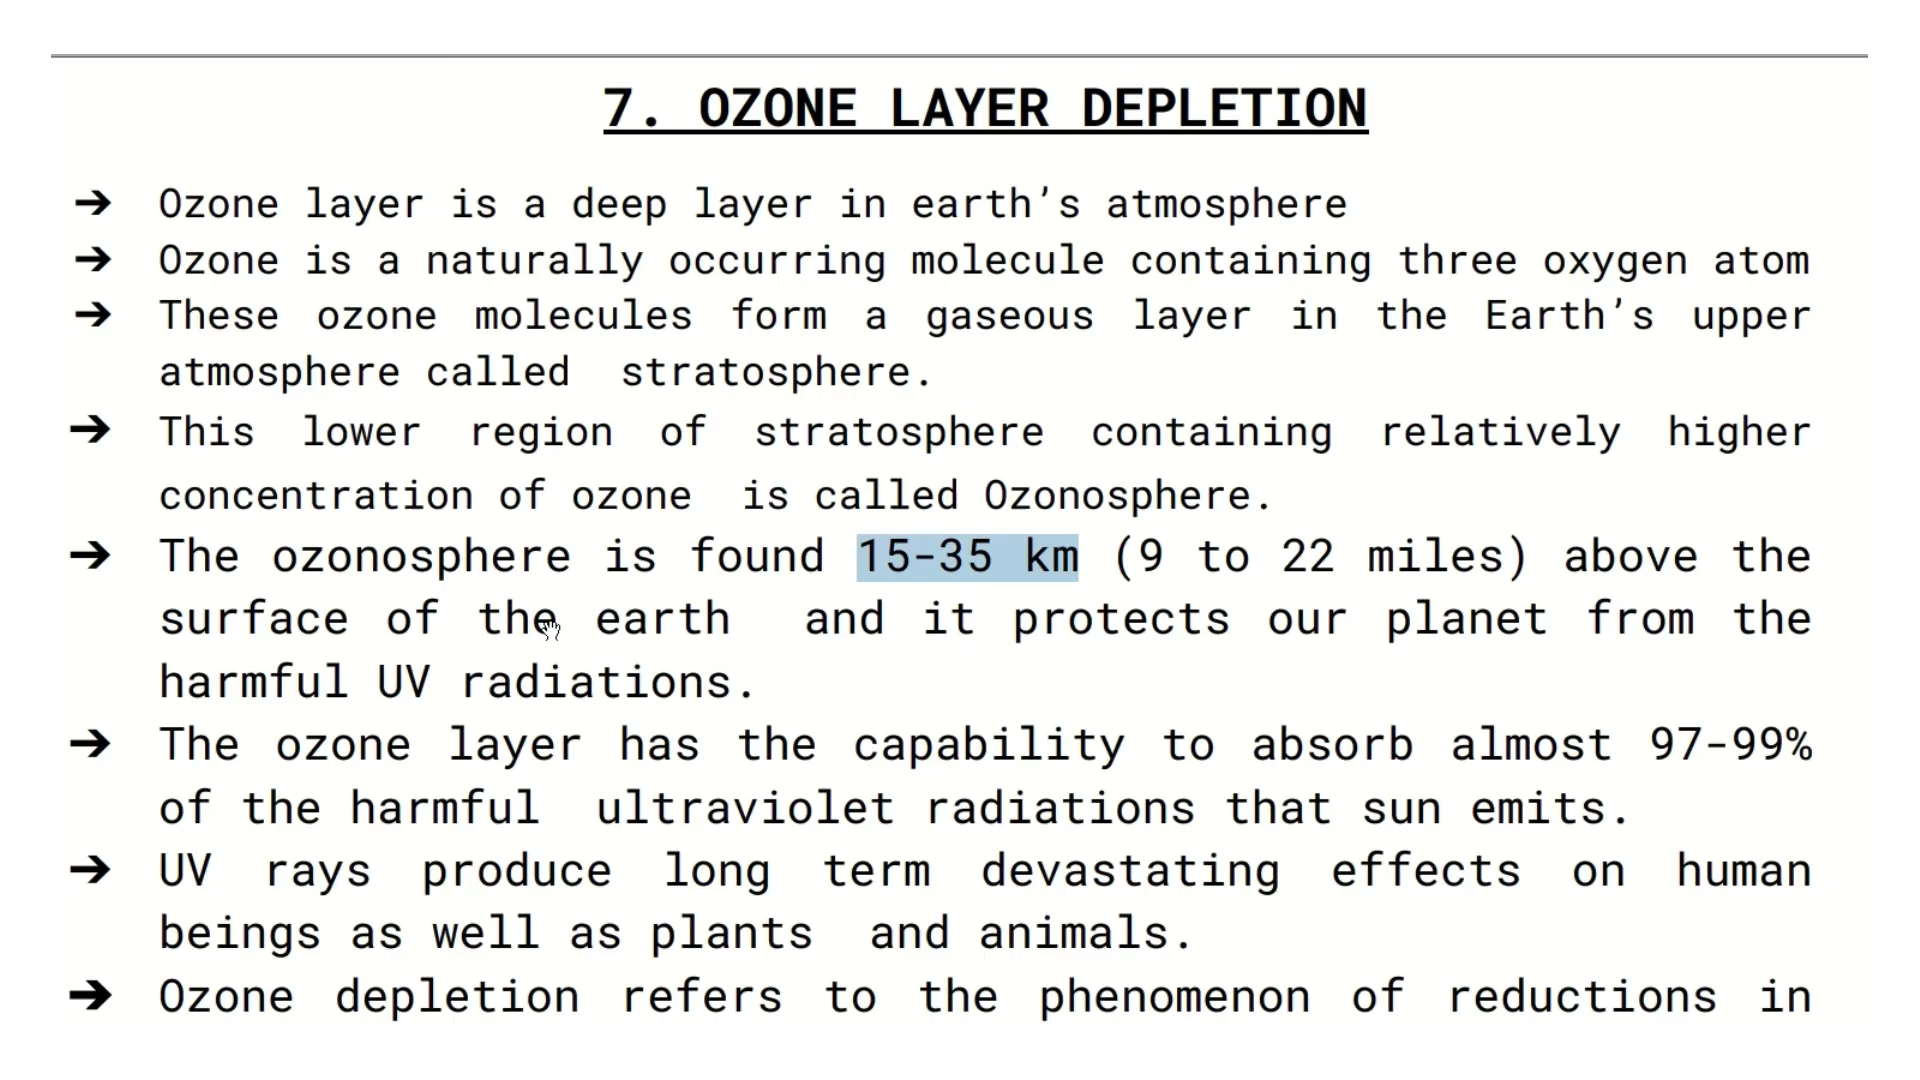 7. OZONE LAYER DEPLETION
➔ Ozone layer is a deep layer in earth’s atmosphere
➔ Ozone is a naturally occurring molecule containing three oxygen atom
➔ These ozone molecules form a gaseous layer in the Earth’s upper
atmosphere called stratosphere.
➔ This lower region of stratosphere containing relatively higher
concentration of ozone is called Ozonosphere.
➔ The ozonosphere is found 15-35 km (9 to 22 miles) above the
surface of the earth and it protects our planet from the
harmful UV radiations.
➔ The ozone layer has the capability to absorb almost 97-99%
of the harmful ultraviolet radiations that sun emits.
➔ UV rays produce long term devastating effects on human
beings as well as plants and animals.
➔ Ozone depletion refers to the phenomenon of reductions in